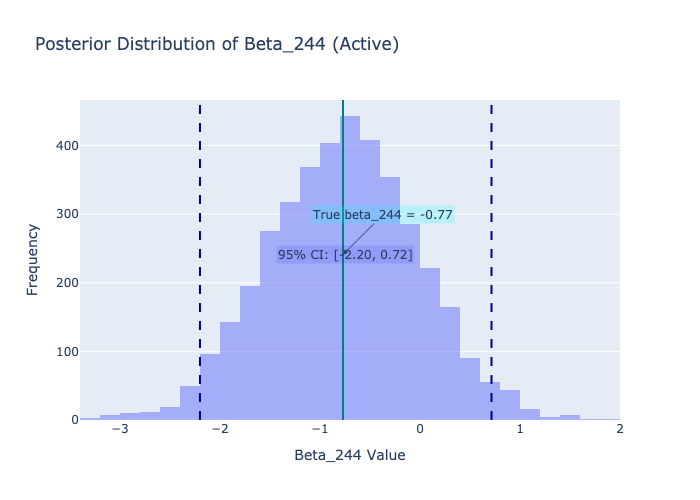 Posterior Distribution of Beta_244 (Active)
400
300
200
100
0
Frequency
True beta_244 = -0.77
95% CI: [-2.20, 0.72]
−3
−2
−1
0
1
2
Beta_244 Value